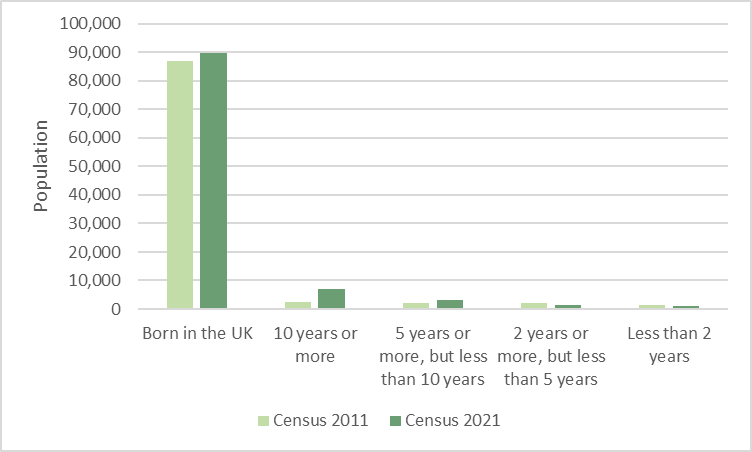 100,000
90,000
80,000
70,000
60,000
50,000
40,000
30,000
20,000
10,000
0
Population
Born in the UK
10 years or
more
5 years or
more, but less
than 10 years
2 years or
more, but less
than 5 years
Less than 2
years
Census 2011
Census 2021